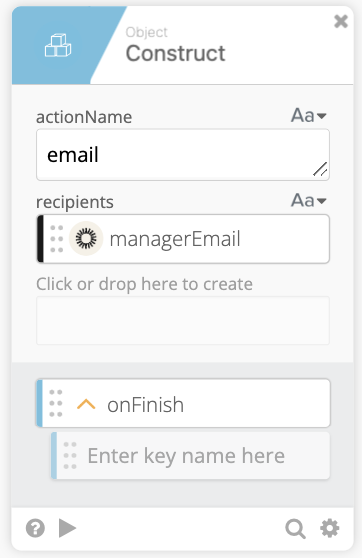 Object
Construct
actionName
Aa
email
recipients
Aa
managerEmail
Click or drop here to create
onFinish
Enter key name here